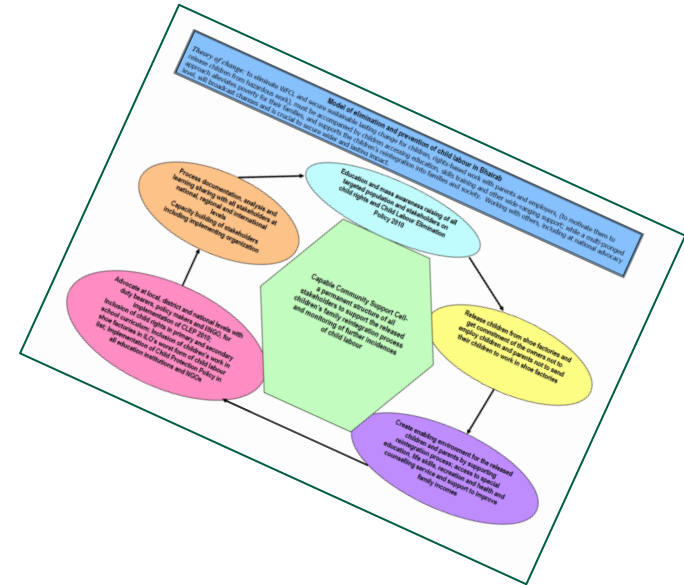 Model of elimination and prevention of child labour in Bhairab
Theory of change: to eliminate WFCL and secure sustainable lasting change for children, rights-based work with parents and employers, (to motivate them to
release children from hazardous work), must be accompanied by children accessing education, skills training and other wide-ranging support; while a multi-pronged
approach alleviates poverty for their families, and supports the children's reintegration into families and society. Working with others, including at national advocacy
level, will broadcast changes and is crucial to secure wider and lasting impact.
Education and mass awareness raising of all
targeted population and stakeholders on
child rights and Child Labour Elimination
Policy 2010
Release children from shoe factories and
get commitment of the owners not to
employ children and parents not to send
their children to work in shoe factories
Create enabling environment for the released
children and parents by supporting
reintegration process; access to special
education, life skills, recreation and health and
counselling service and support to improve
family incomes
Advocate at local, district and national levels with
duty bearers, policy makers and I/NGO, for
implementation of CLEP 2010;
Inclusion of child rights in primary and secondary
school curriculum; Inclusion of children's work in
shoe factories in ILO's worst form of child labour
list; Implementation of Child Protection Policy in
all education institutions and NGOs
Process documentation, analysis and
learning sharing with all stakeholders at
national, regional and international
levels
Capacity building of stakeholders
including implementing organization
Capable Community Support Cell-
a permanent structure of all
stakeholders to support the released
children's family reintegration process
and monitoring of further incidences
of child labour